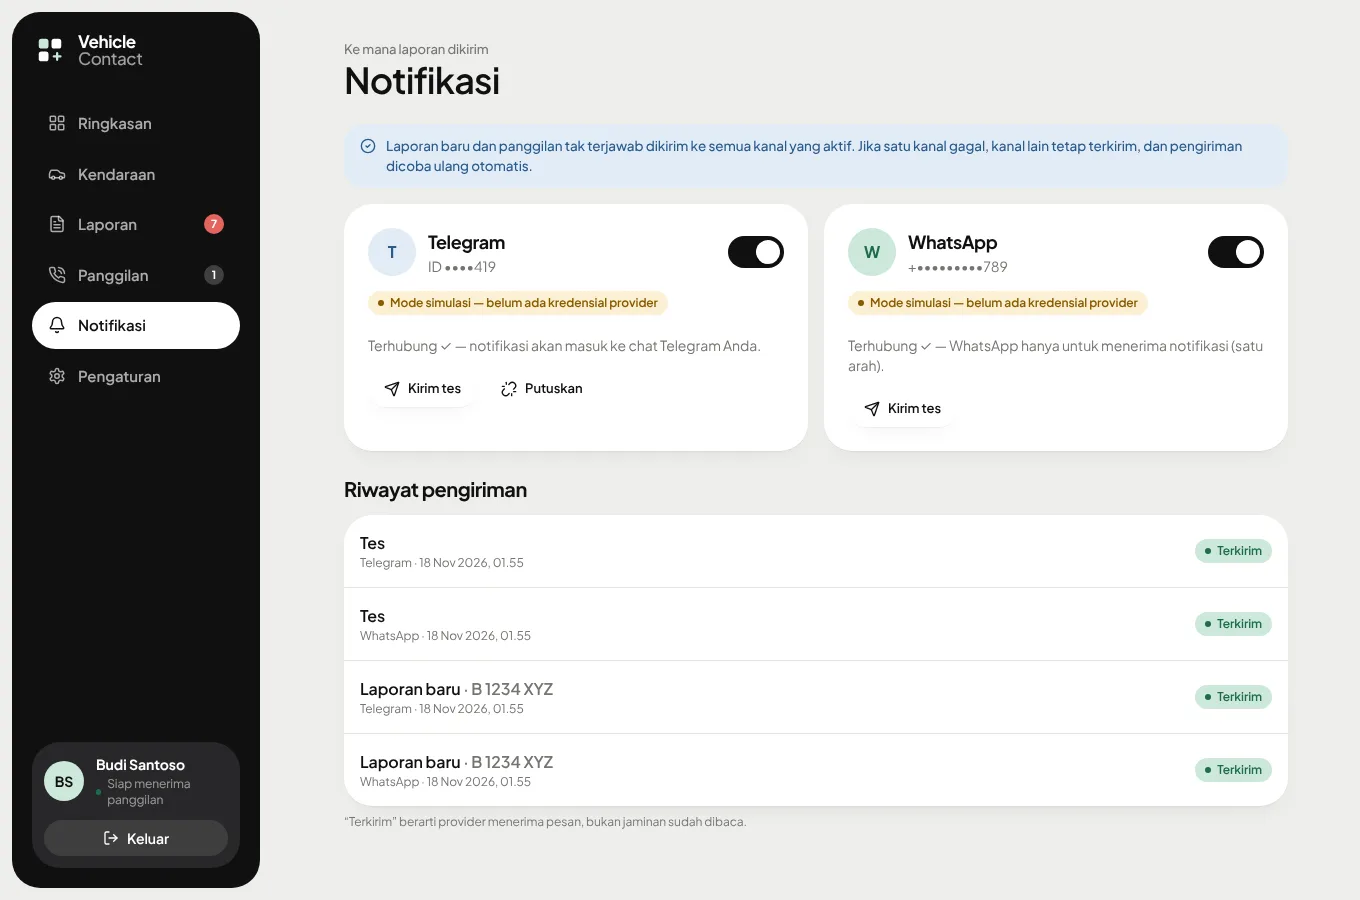 Vehicle
Contact
Ringkasan
Kendaraan
Laporan 7
Panggilan 1
Notifikasi
Pengaturan
BS
Budi Santoso
Siap menerima
panggilan
Keluar
Ke mana laporan dikirim
Notifikasi
Laporan baru dan panggilan tak terjawab dikirim ke semua kanal yang aktif. Jika satu kanal gagal, kanal lain tetap terkirim, dan pengiriman
dicoba ulang otomatis.
T
Telegram
ID ••••419
Mode simulasi — belum ada kredensial provider
Terhubung ✓ — notifikasi akan masuk ke chat Telegram Anda.
Kirim tes
Putuskan
W
WhatsApp
+•••••••••789
Mode simulasi — belum ada kredensial provider
Terhubung ✓ — WhatsApp hanya untuk menerima notifikasi (satu
arah).
Kirim tes
Riwayat pengiriman
Tes
Telegram · 18 Nov 2026, 01.55
Terkirim
Tes
WhatsApp · 18 Nov 2026, 01.55
Terkirim
Laporan baru · B 1234 XYZ
Telegram · 18 Nov 2026, 01.55
Terkirim
Laporan baru · B 1234 XYZ
WhatsApp · 18 Nov 2026, 01.55
Terkirim
“Terkirim” berarti provider menerima pesan, bukan jaminan sudah dibaca.